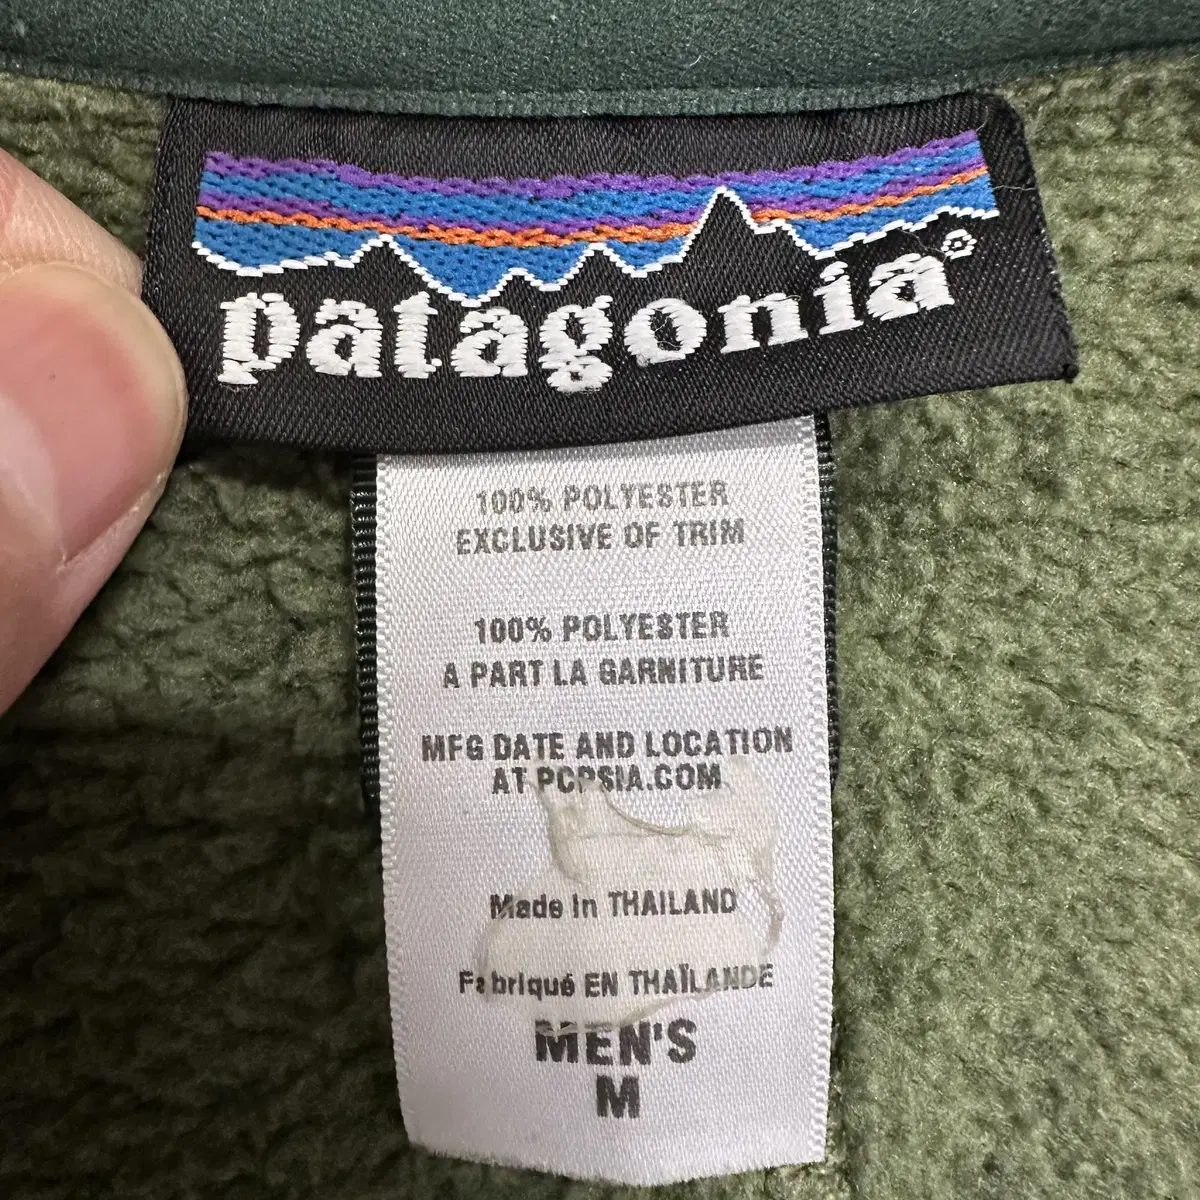 patagonia®
100% POLYESTER
EXCLUSIVE OF TRIM
100% POLYESTER
A PART LA GARNITURE
MFG DATE AND LOCATION
AT PCPSIA.COM
Made In THAILAND
Fabriqué EN THAÏLANDE
MEN'S
M